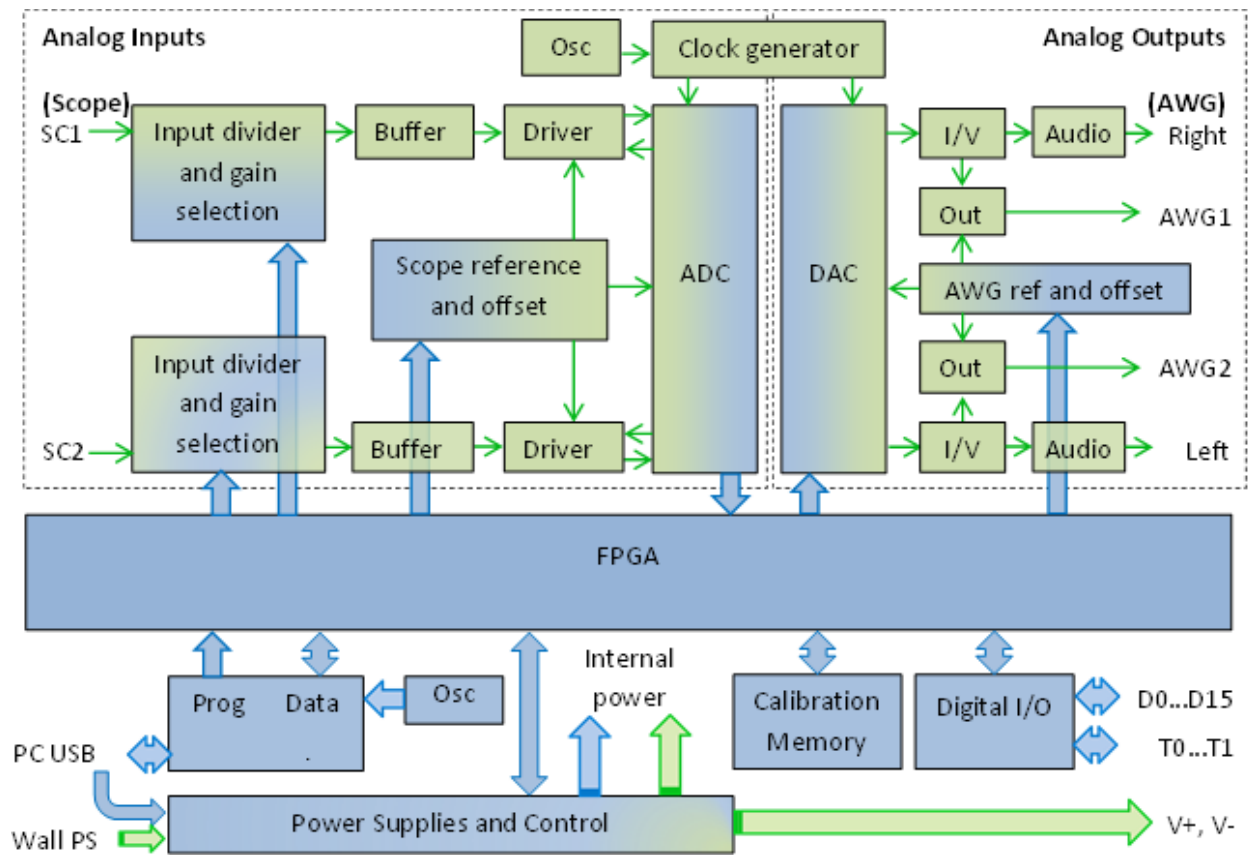 Analog Inputs
Osc
Clock generator
Analog Outputs
(Scope)
SC1
Input divider
and gain
selection
Buffer
Driver
ADC
DAC
I/V
Audio
(AWG)
Right
Out
AWG1
Scope reference
and offset
AWG ref and offset
Input divider
and gain
selection
SC2
Buffer
Driver
Out
AWG2
I/V
Audio
Left
FPGA
Prog
Data
.
Osc
Internal
power
Calibration
Memory
Digital I/O
D0...D15
T0...T1
PC USB
Wall PS
Power Supplies and Control
V+, V-